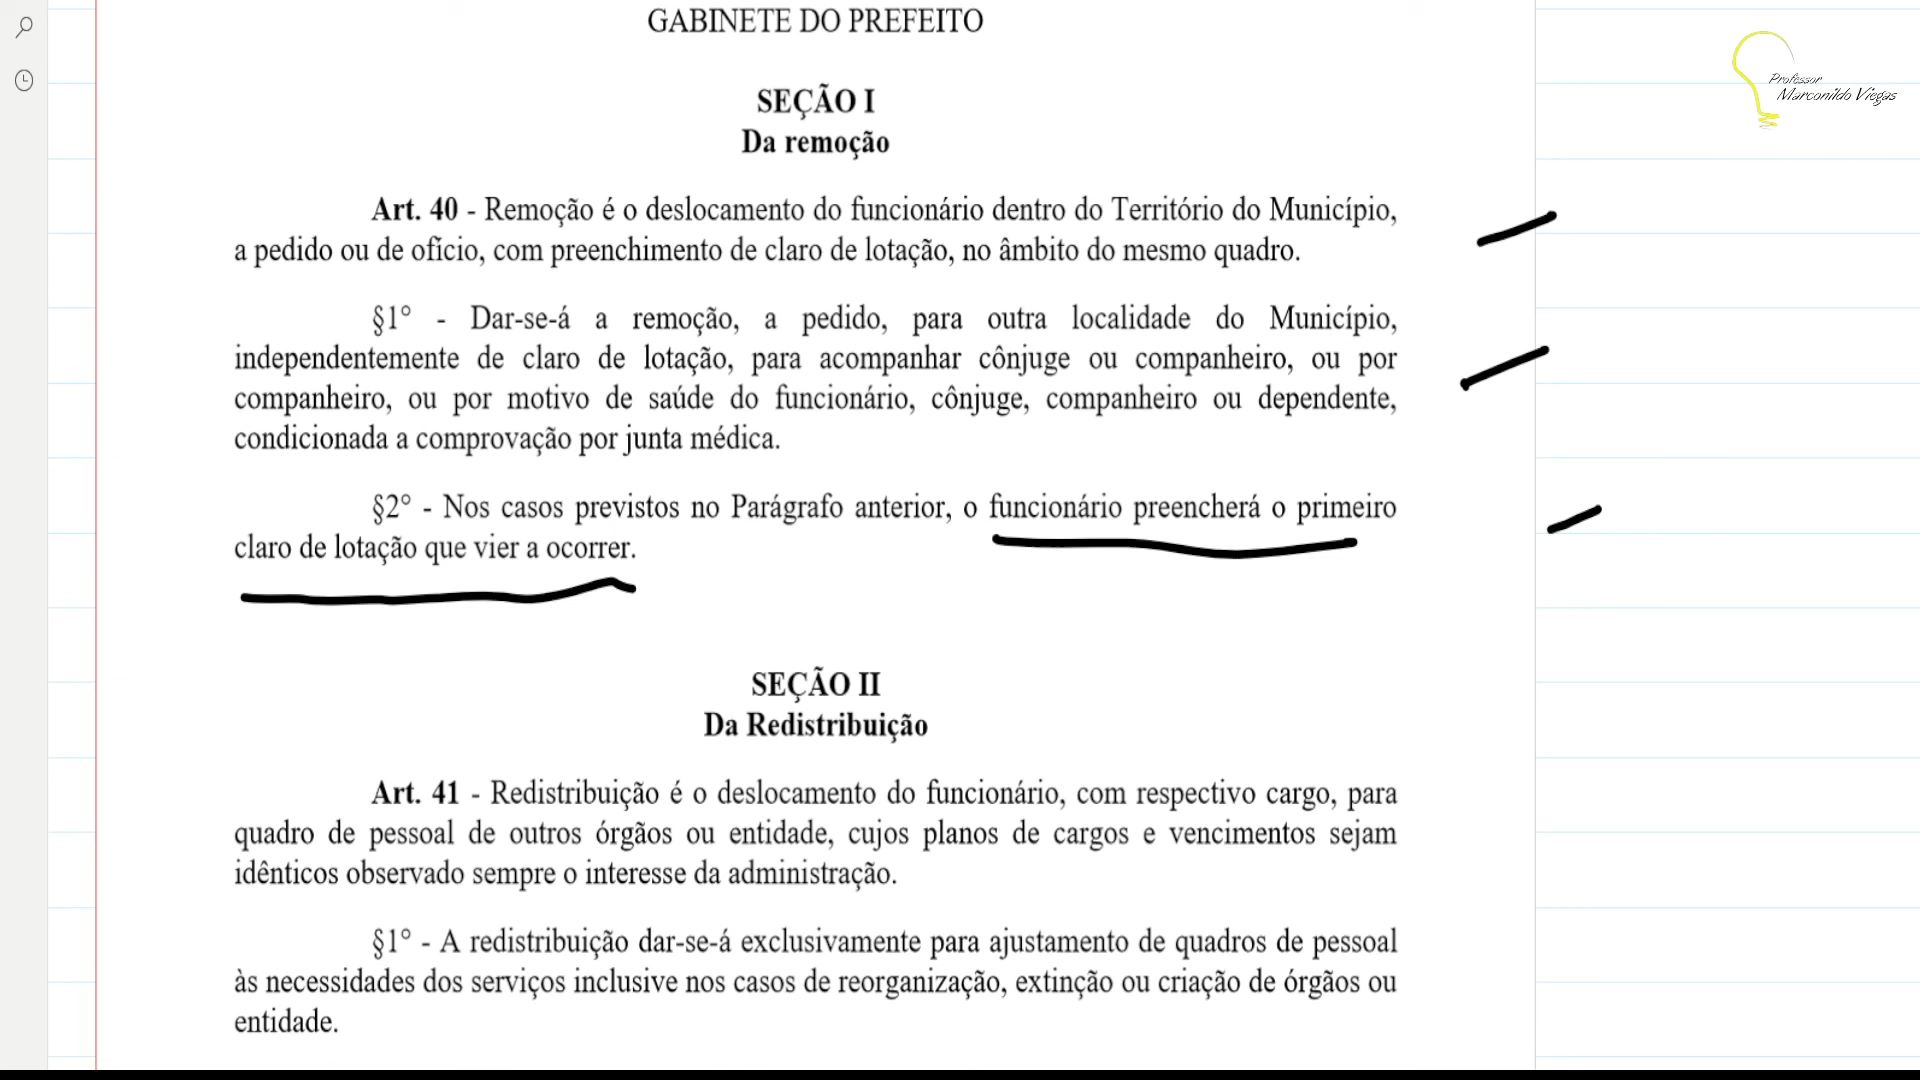 GABINETE DO PREFEITO
Professor
Marconildo Viegas
SEÇÃO I
Da remoção
Art. 40 - Remoção é o deslocamento do funcionário dentro do Território do Município,
a pedido ou de ofício, com preenchimento de claro de lotação, no âmbito do mesmo quadro.
§1° - Dar-se-á a remoção, a pedido, para outra localidade do Município,
independentemente de claro de lotação, para acompanhar cônjuge ou companheiro, ou por
companheiro, ou por motivo de saúde do funcionário, cônjuge, companheiro ou dependente,
condicionada a comprovação por junta médica.
§2° - Nos casos previstos no Parágrafo anterior, o funcionário preencherá o primeiro
claro de lotação que vier a ocorrer.
SEÇÃO II
Da Redistribuição
Art. 41 - Redistribuição é o deslocamento do funcionário, com respectivo cargo, para
quadro de pessoal de outros órgãos ou entidade, cujos planos de cargos e vencimentos sejam
idênticos observado sempre o interesse da administração.
§1° - A redistribuição dar-se-á exclusivamente para ajustamento de quadros de pessoal
às necessidades dos serviços inclusive nos casos de reorganização, extinção ou criação de órgãos ou
entidade.